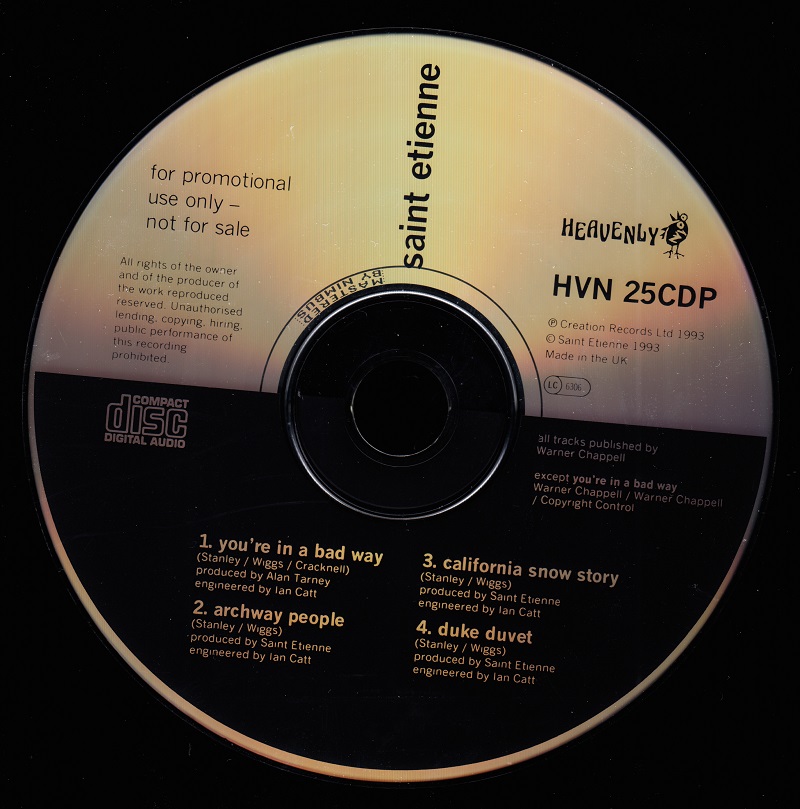 saint etienne
for promotional
use only –
not for sale
All rights of the owner
and of the producer of
the work reproduced
reserved. Unauthorised
lending, copying, hiring,
public performance of
this recording
prohibited.
MASTERED
BY NIMBUS
HEAVENLY
HVN 25CDP
℗ Creation Records Ltd 1993
© Saint Etienne 1993
Made in the UK
LC 6306
COMPACT
disc
DIGITAL AUDIO
all tracks published by
Warner Chappell
except you're in a bad way
Warner Chappell / Warner Chappell
/ Copyright Control
1. you're in a bad way
(Stanley / Wiggs / Cracknell)
produced by Alan Tarney
engineered by Ian Catt
2. archway people
(Stanley / Wiggs)
produced by Saint Etienne
engineered by Ian Catt
3. california snow story
(Stanley / Wiggs)
produced by Saint Etienne
engineered by Ian Catt
4. duke duvet
(Stanley / Wiggs)
produced by Saint Etienne
engineered by Ian Catt